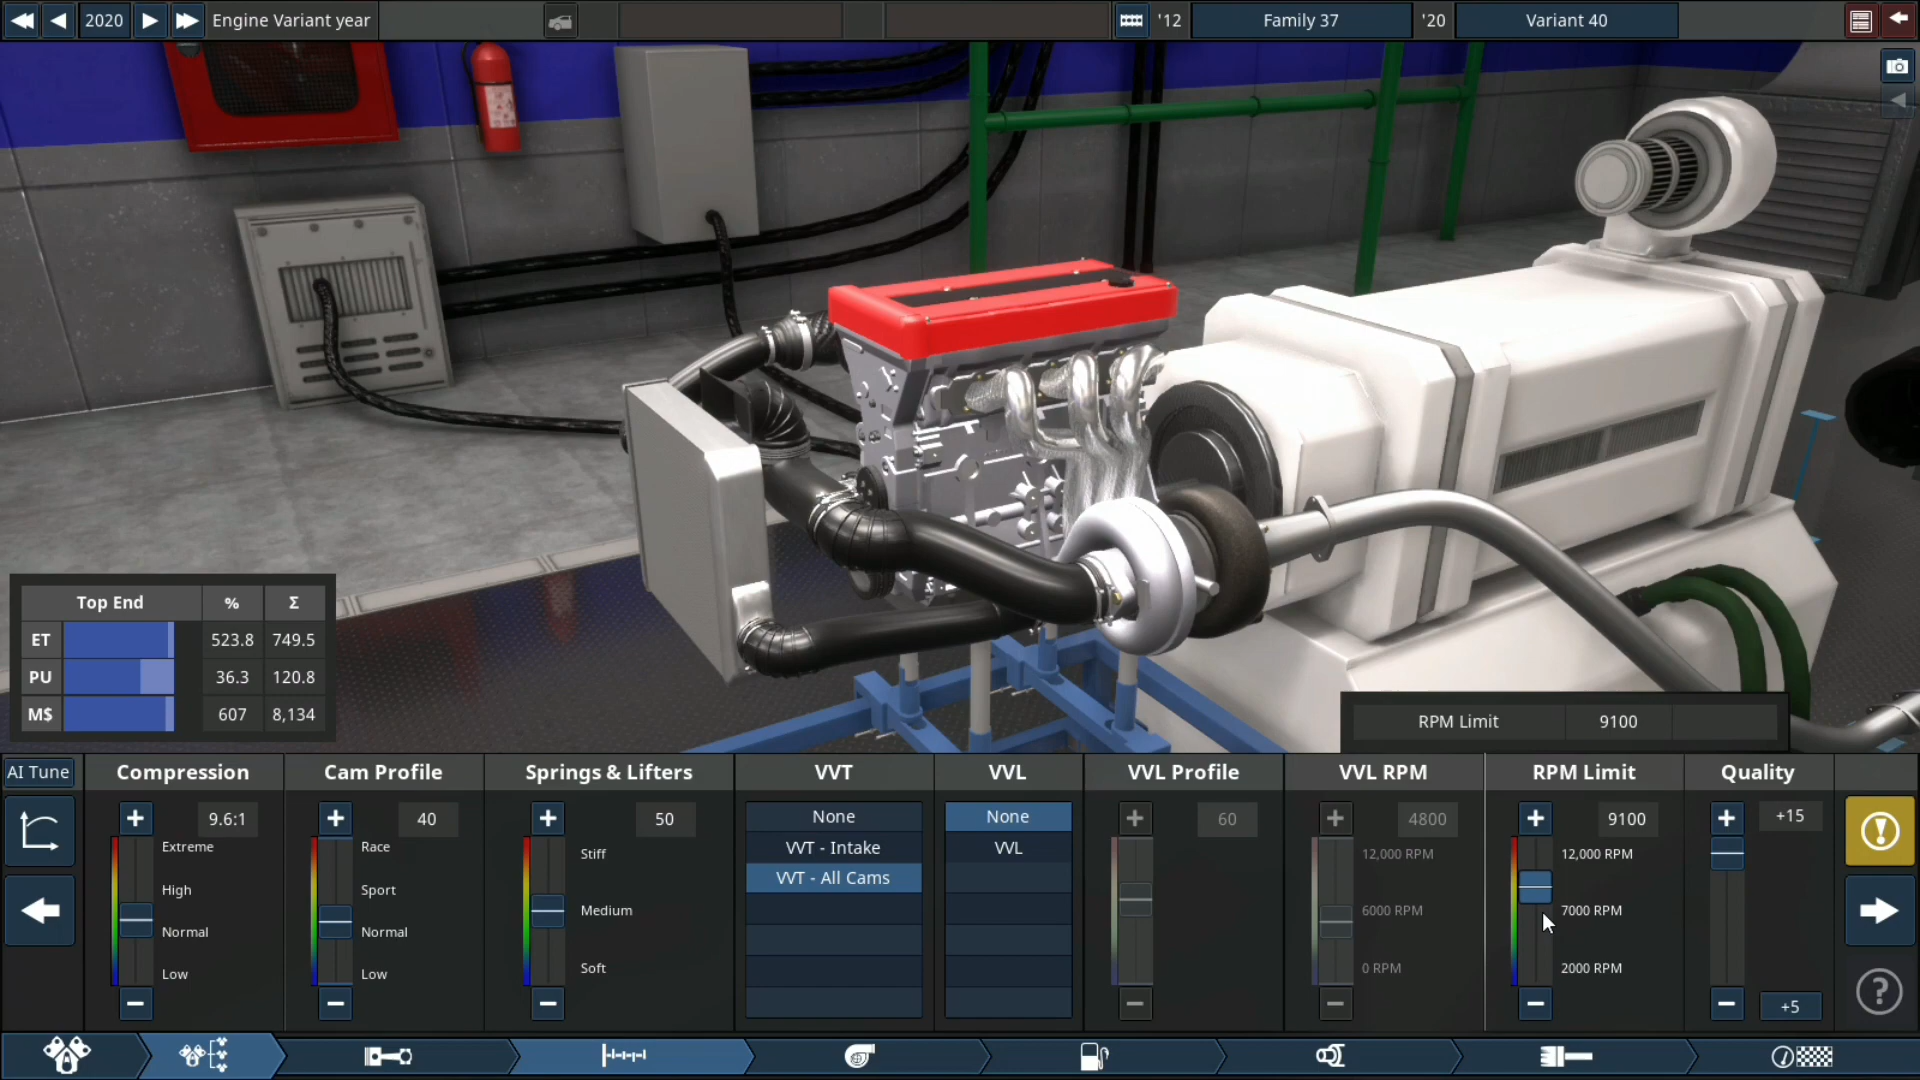 2020 Engine Variant year '12 Family 37 '20 Variant 40
Top End % Σ
ET 523.8 749.5
PU 36.3 120.8
M$ 607 8,134
RPM Limit 9100
AI Tune
Compression
9.6:1
Extreme
High
Normal
Low
Cam Profile
40
Race
Sport
Normal
Low
Springs & Lifters
50
Stiff
Medium
Soft
VVT
None
VVT - Intake
VVT - All Cams
VVL
None
VVL
VVL Profile
60
VVL RPM
4800
12,000 RPM
6000 RPM
0 RPM
RPM Limit
9100
12,000 RPM
7000 RPM
2000 RPM
Quality
+15
+5